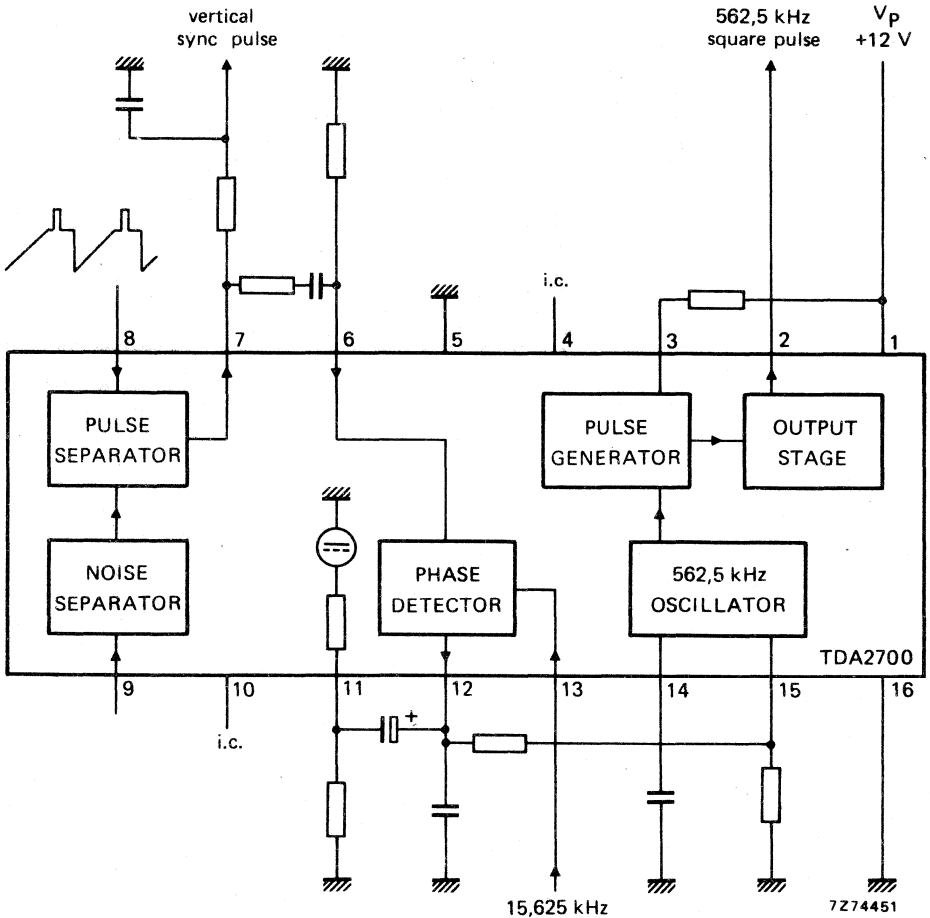 vertical
sync pulse
562,5 kHz
square pulse
VP
+12 V
i.c.
8
7
6
5
4
3
2
1
PULSE
SEPARATOR
PULSE
GENERATOR
OUTPUT
STAGE
NOISE
SEPARATOR
PHASE
DETECTOR
562,5 kHz
OSCILLATOR
TDA2700
9
10
11
12
13
14
15
16
+
i.c.
15,625 kHz
7Z74451